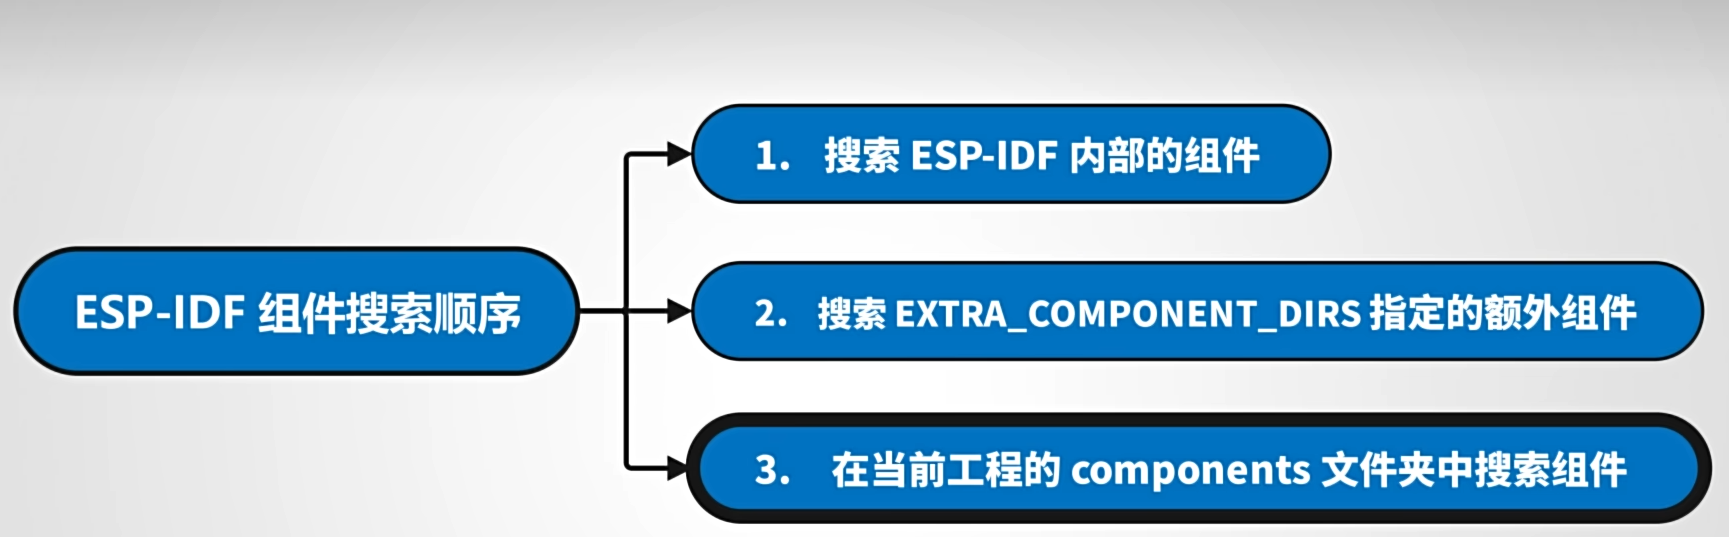 1. 搜索 ESP-IDF 内部的组件
ESP-IDF 组件搜索顺序
2. 搜索 EXTRA_COMPONENT_DIRS 指定的额外组件
3. 在当前工程的 components 文件夹中搜索组件